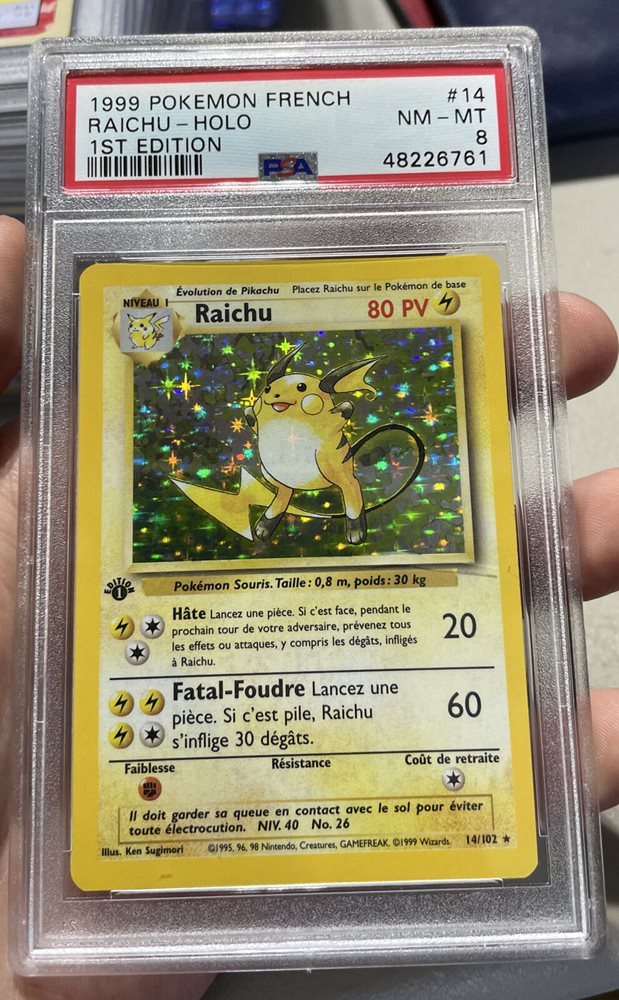 1999 POKEMON FRENCH #14
RAICHU - HOLO NM - MT
1ST EDITION 8
PSA 48226761
Évolution de Pikachu Placez Raichu sur le Pokémon de base
NIVEAU 1 Raichu 80 PV
Pokémon Souris. Taille : 0,8 m, poids : 30 kg
EDITION 1
Hâte Lancez une pièce. Si c'est face, pendant le
prochain tour de votre adversaire, prévenez tous
les effets ou attaques, y compris les dégâts, infligés
à Raichu.
20
Fatal-Foudre Lancez une
pièce. Si c'est pile, Raichu
s'inflige 30 dégâts.
60
Faiblesse Résistance Coût de retraite
Il doit garder sa queue en contact avec le sol pour éviter
toute électrocution. NIV. 40 No. 26
Illus. Ken Sugimori ©1995, 96, 98 Nintendo, Creatures, GAMEFREAK. ©1999 Wizards. 14/102 ★